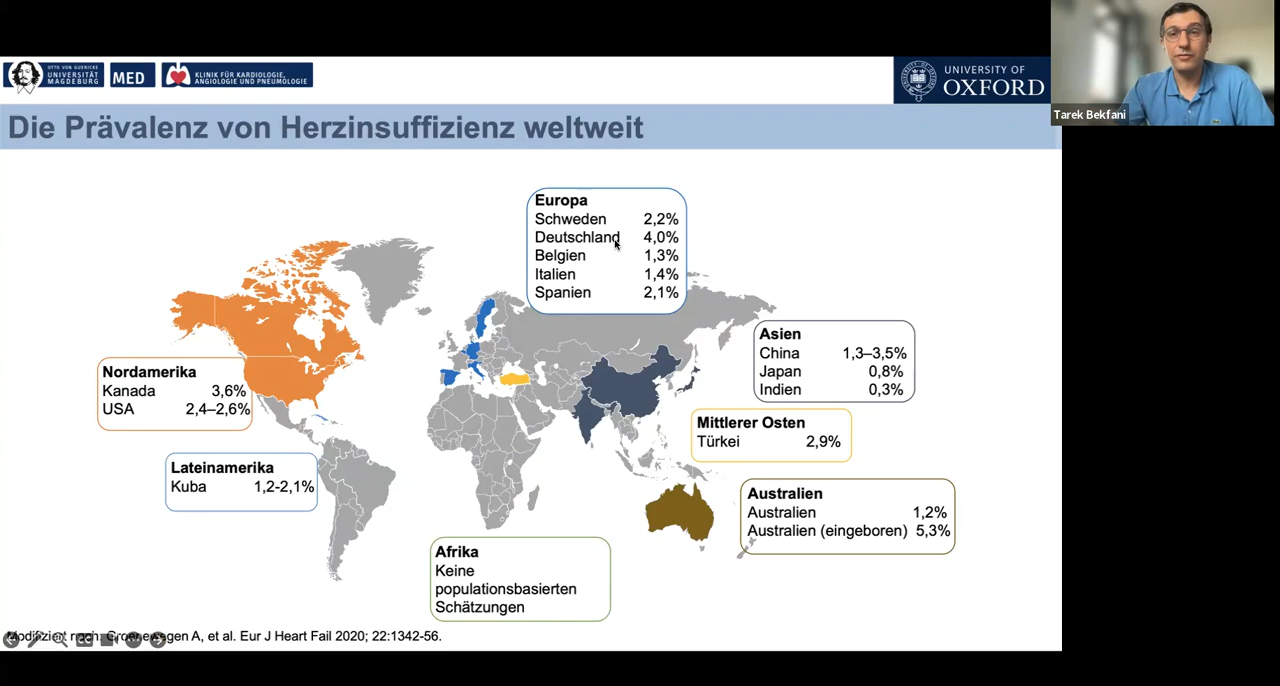 OTTO VON GUERICKE
UNIVERSITÄT
MAGDEBURG
MED
KLINIK FÜR KARDIOLOGIE,
ANGIOLOGIE UND PNEUMOLOGIE
UNIVERSITY OF
OXFORD
Tarek Bekfani
Die Prävalenz von Herzinsuffizienz weltweit
Europa
Schweden 2,2%
Deutschland 4,0%
Belgien 1,3%
Italien 1,4%
Spanien 2,1%
Asien
China 1,3–3,5%
Japan 0,8%
Indien 0,3%
Nordamerika
Kanada 3,6%
USA 2,4–2,6%
Mittlerer Osten
Türkei 2,9%
Lateinamerika
Kuba 1,2-2,1%
Australien
Australien 1,2%
Australien (eingeboren) 5,3%
Afrika
Keine
populationsbasierten
Schätzungen
Modifiziert nach: Groenewegen A, et al. Eur J Heart Fail 2020; 22:1342-56.